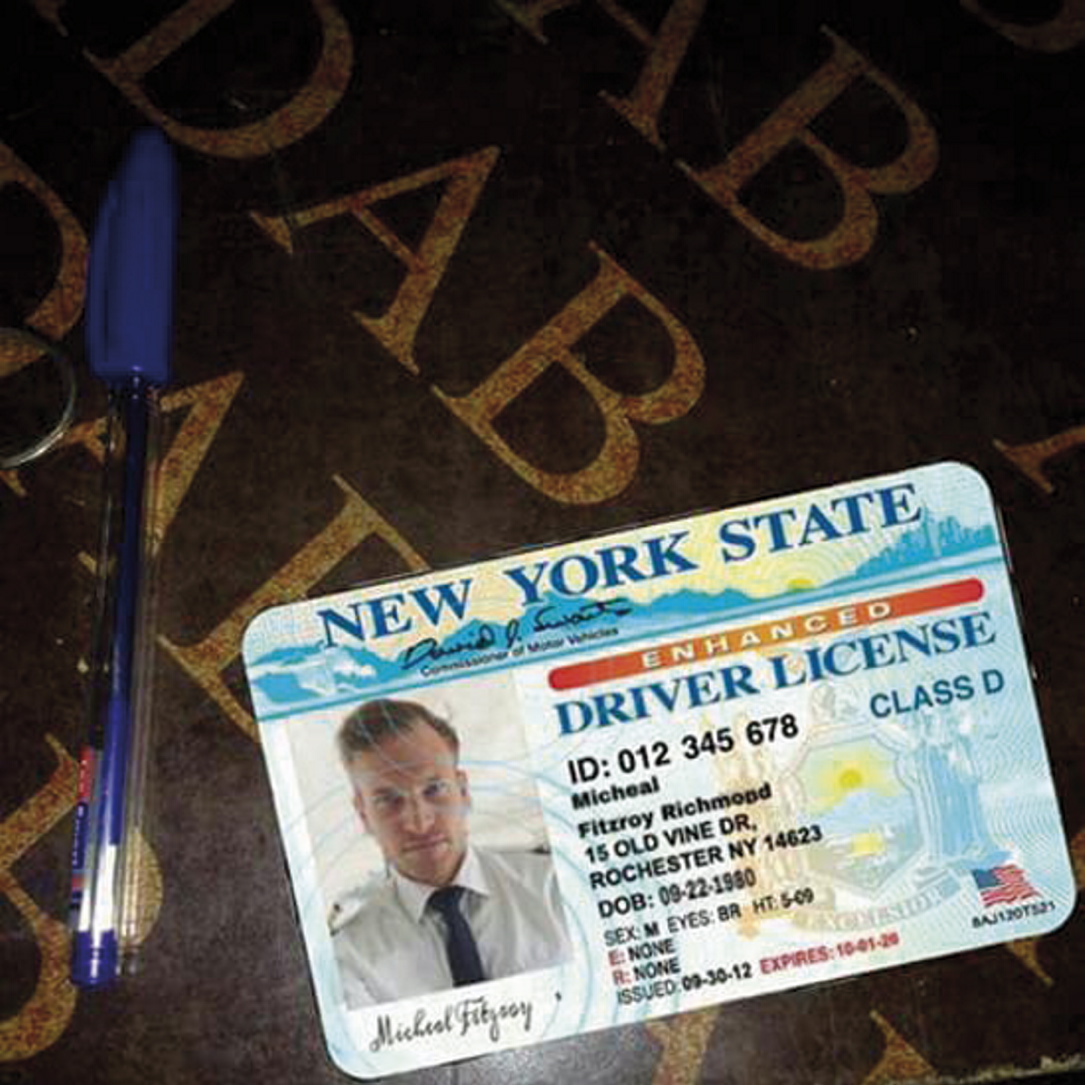 D A B
A B
A B
B
NEW YORK STATE
David J. Swarts
Commissioner of Motor Vehicles
ENHANCED
DRIVER LICENSE
CLASS D
ID: 012 345 678
Micheal
Fitzroy Richmond
15 OLD VINE DR,
ROCHESTER NY 14623
DOB: 09-22-1980
SEX: M EYES: BR HT: 5-09
E: NONE
R: NONE
ISSUED: 09-30-12 EXPIRES: 10-01-20
8AJ120T521
Micheal Fitzroy